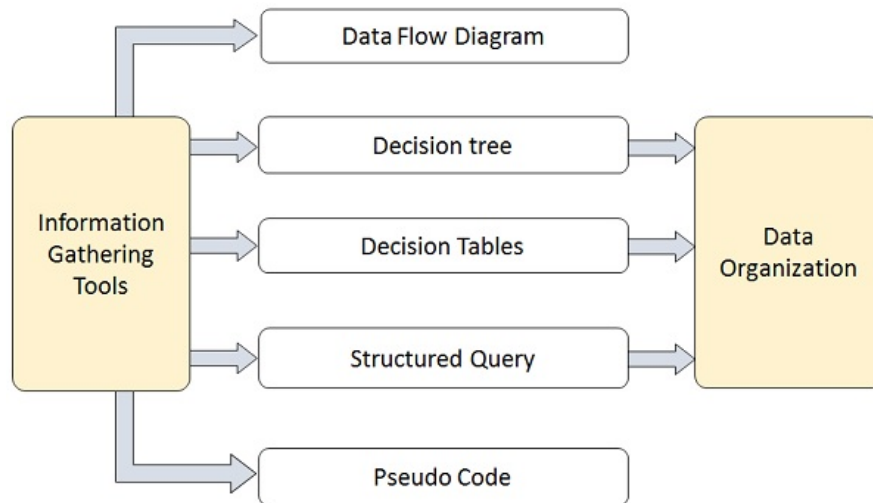 Data Flow Diagram
Decision tree
Information
Gathering
Tools
Decision Tables
Data
Organization
Structured Query
Pseudo Code